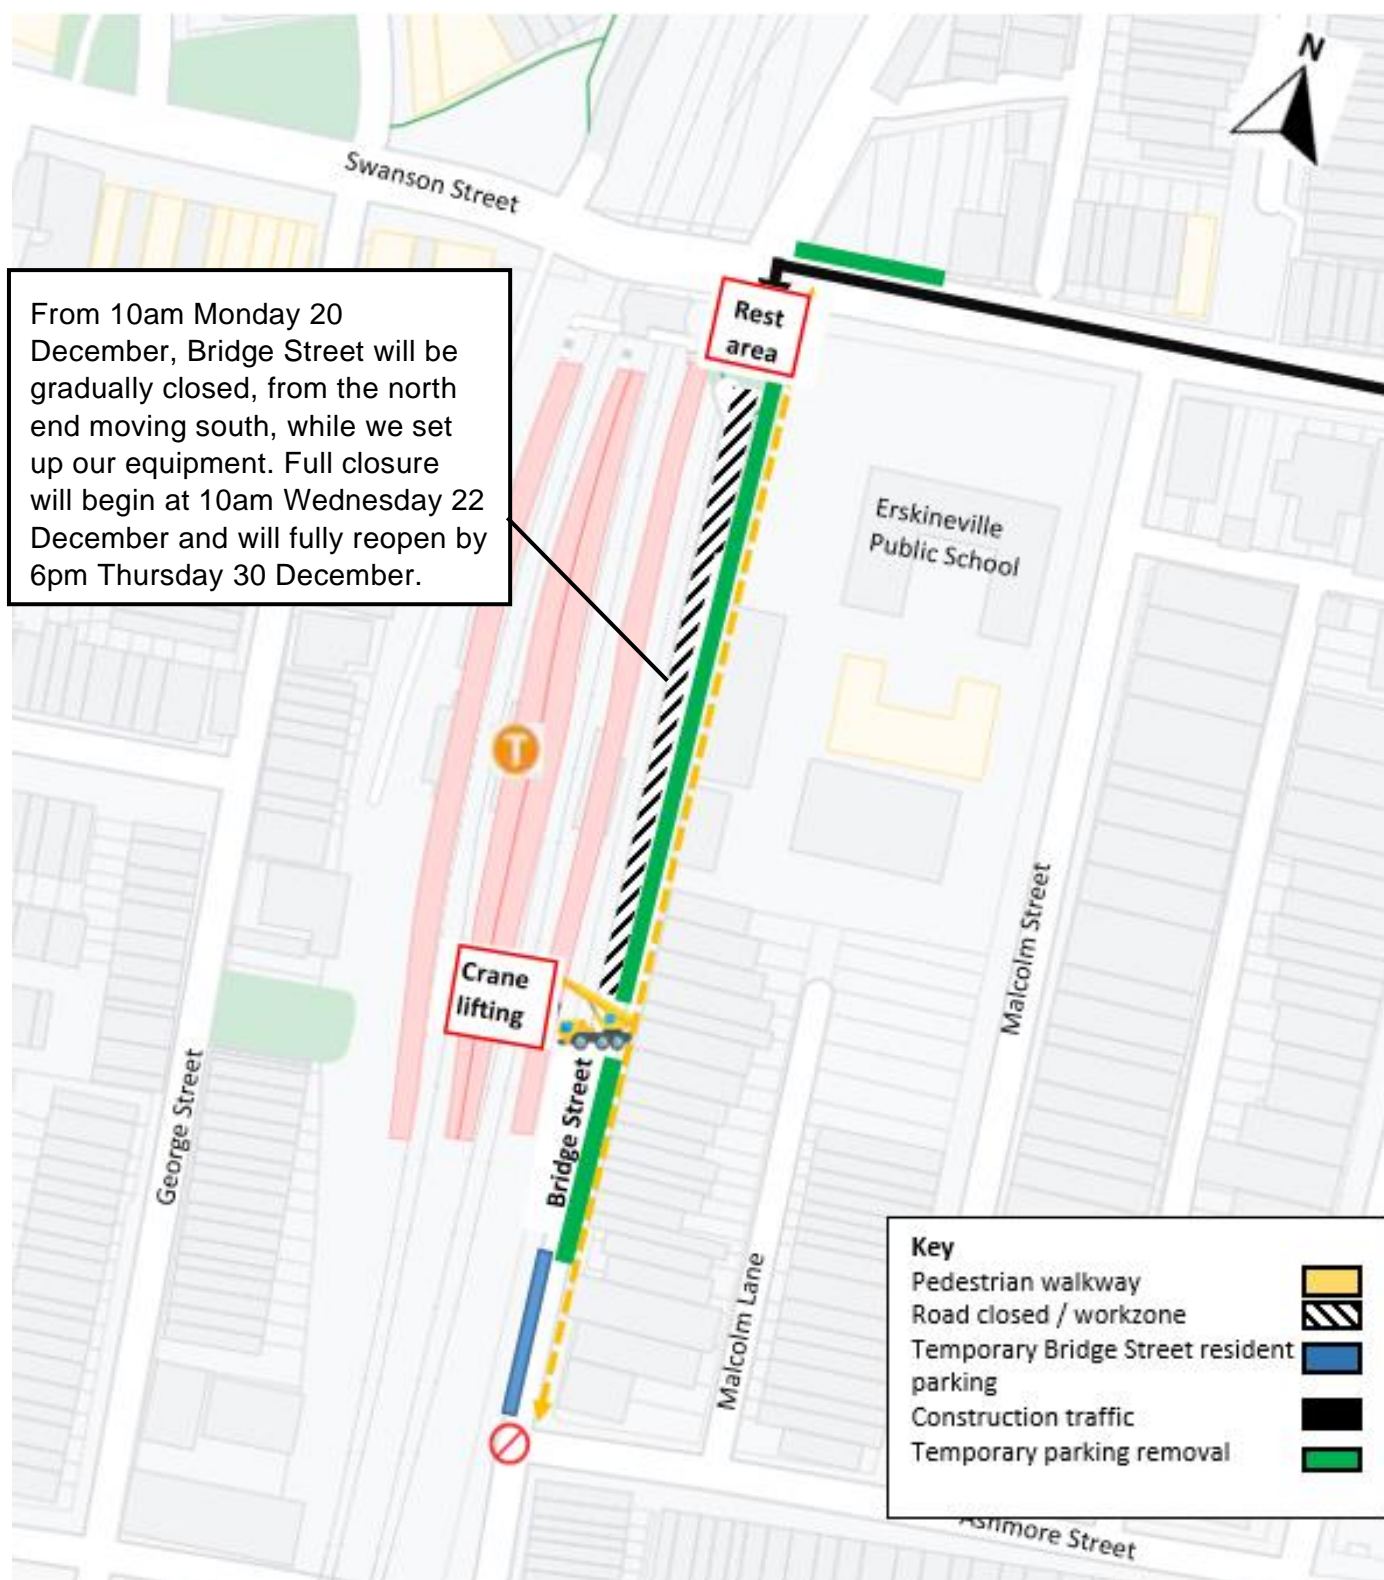 N
Swanson Street
From 10am Monday 20
December, Bridge Street will be
gradually closed, from the north
end moving south, while we set
up our equipment. Full closure
will begin at 10am Wednesday 22
December and will fully reopen by
6pm Thursday 30 December.
Rest
area
Erskineville
Public School
T
Crane
lifting
Bridge Street
George Street
Malcolm Street
Malcolm Lane
Key
Pedestrian walkway
Road closed / workzone
Temporary Bridge Street resident
parking
Construction traffic
Temporary parking removal
Ashmore Street